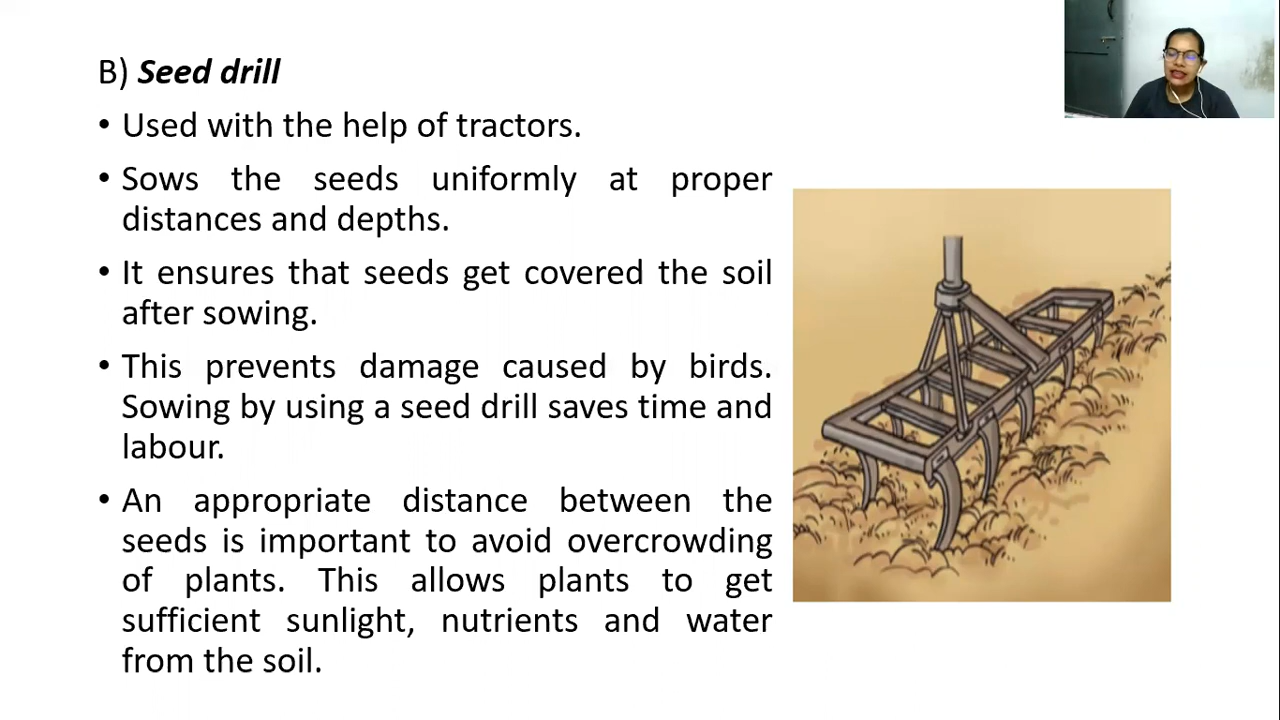 B) Seed drill
• Used with the help of tractors.
• Sows the seeds uniformly at proper
distances and depths.
• It ensures that seeds get covered the soil
after sowing.
• This prevents damage caused by birds.
Sowing by using a seed drill saves time and
labour.
• An appropriate distance between the
seeds is important to avoid overcrowding
of plants. This allows plants to get
sufficient sunlight, nutrients and water
from the soil.